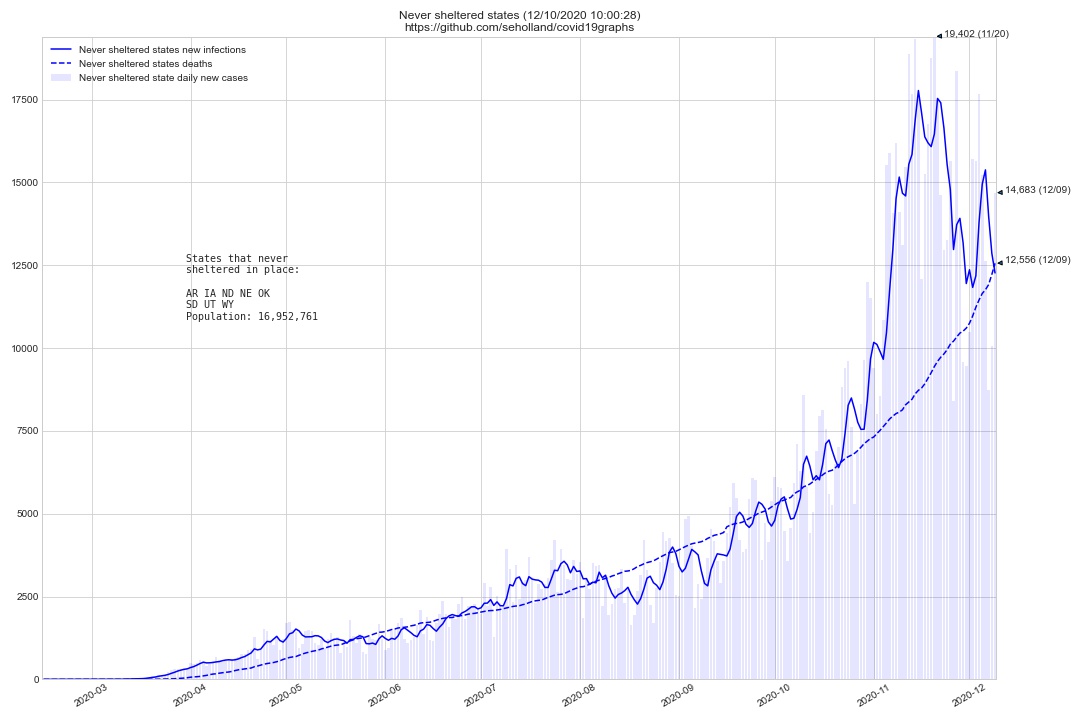 Never sheltered states (12/10/2020 10:00:28)
https://github.com/seholland/covid19graphs
19,402 (11/20)
Never sheltered states new infections
Never sheltered states deaths
Never sheltered state daily new cases
17500
15000
14,683 (12/09)
12500
12,556 (12/09)
States that never
sheltered in place:
AR IA ND NE OK
SD UT WY
Population: 16,952,761
10000
7500
5000
2500
0
2020-03
2020-04
2020-05
2020-06
2020-07
2020-08
2020-09
2020-10
2020-11
2020-12